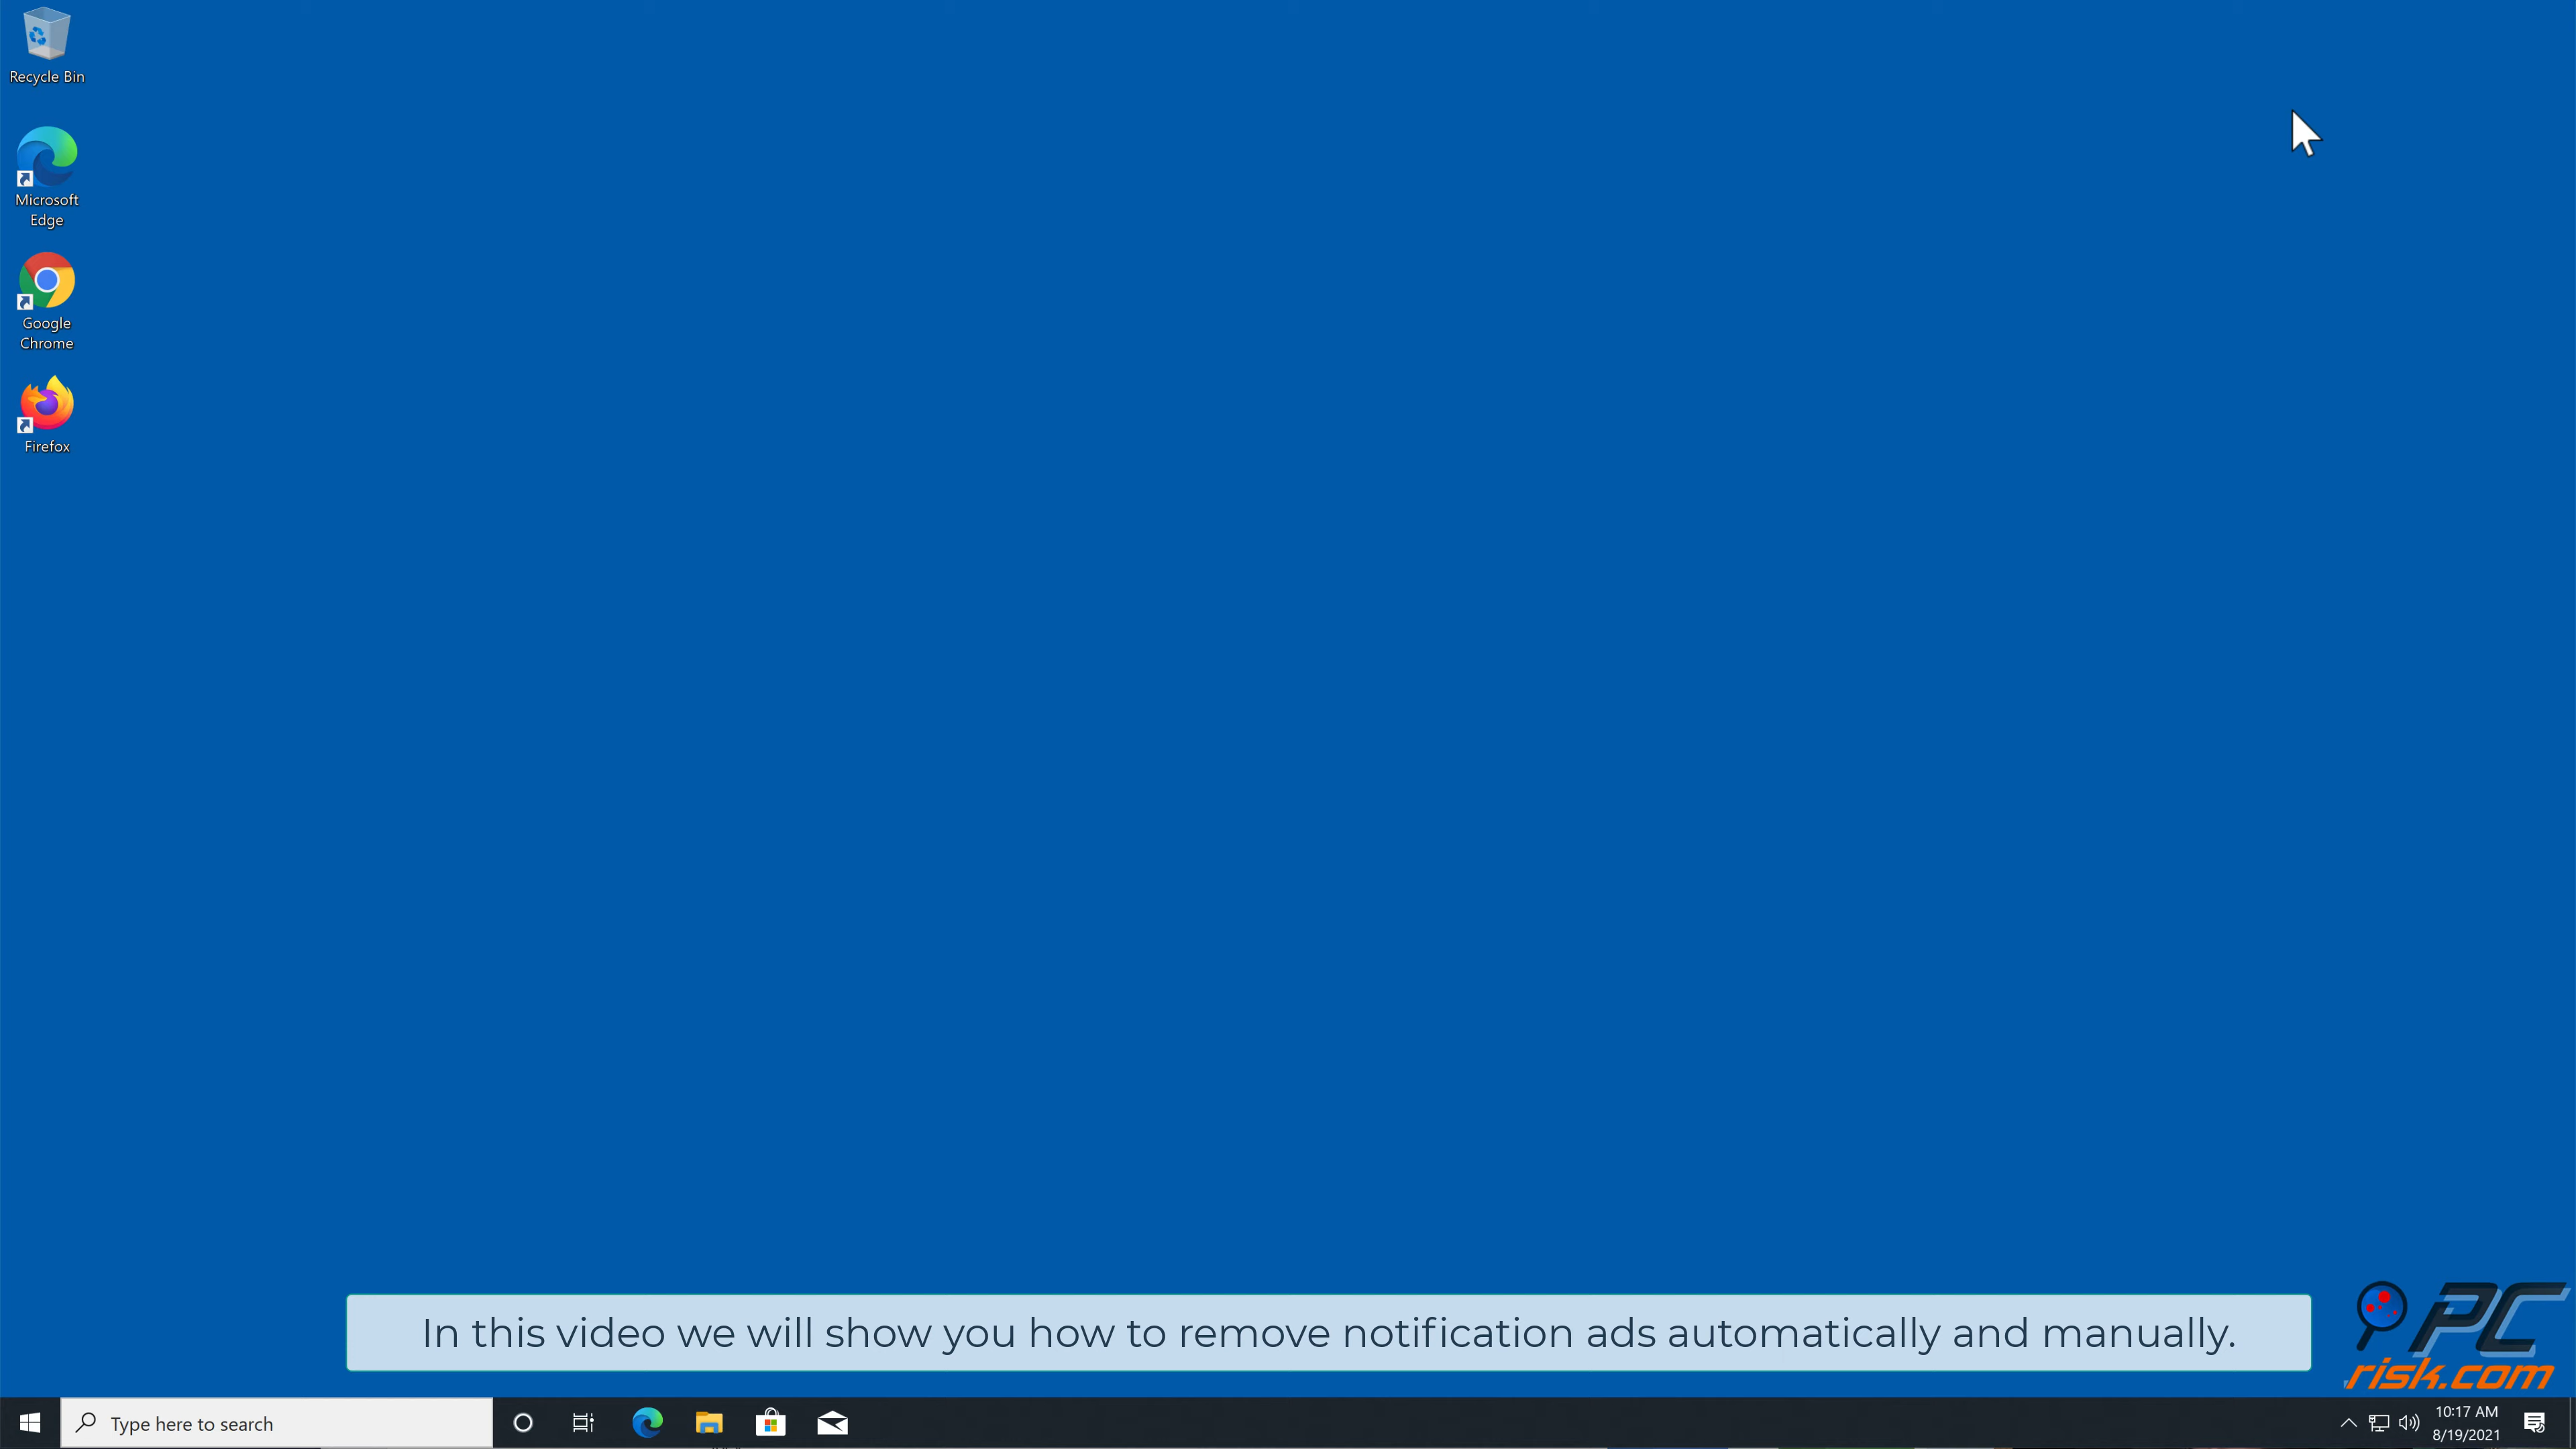 Recycle Bin
Microsoft
Edge
Google
Chrome
Firefox
In this video we will show you how to remove notification ads automatically and manually.
PC
risk.com
Type here to search
10:17 AM
8/19/2021